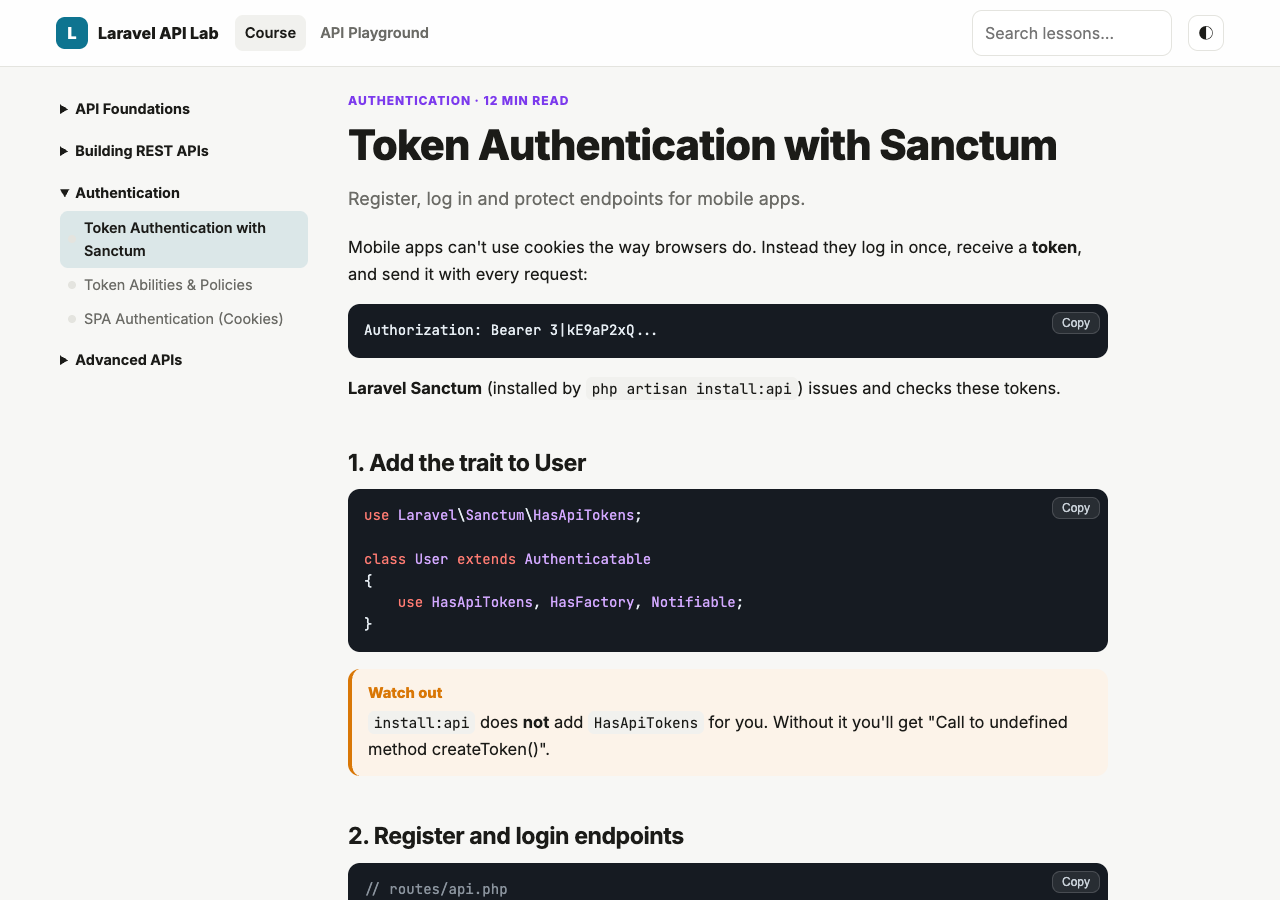 L Laravel API Lab Course API Playground Search lessons...
API Foundations
Building REST APIs
Authentication
Token Authentication with
Sanctum
Token Abilities & Policies
SPA Authentication (Cookies)
Advanced APIs
AUTHENTICATION · 12 MIN READ
Token Authentication with Sanctum
Register, log in and protect endpoints for mobile apps.
Mobile apps can't use cookies the way browsers do. Instead they log in once, receive a token,
and send it with every request:
Authorization: Bearer 3|kE9aP2xQ...
Copy
Laravel Sanctum (installed by php artisan install:api) issues and checks these tokens.
1. Add the trait to User
Copy
use Laravel\Sanctum\HasApiTokens;
class User extends Authenticatable
{
    use HasApiTokens, HasFactory, Notifiable;
}
Watch out
install:api does not add HasApiTokens for you. Without it you'll get "Call to undefined
method createToken()".
2. Register and login endpoints
Copy
// routes/api.php